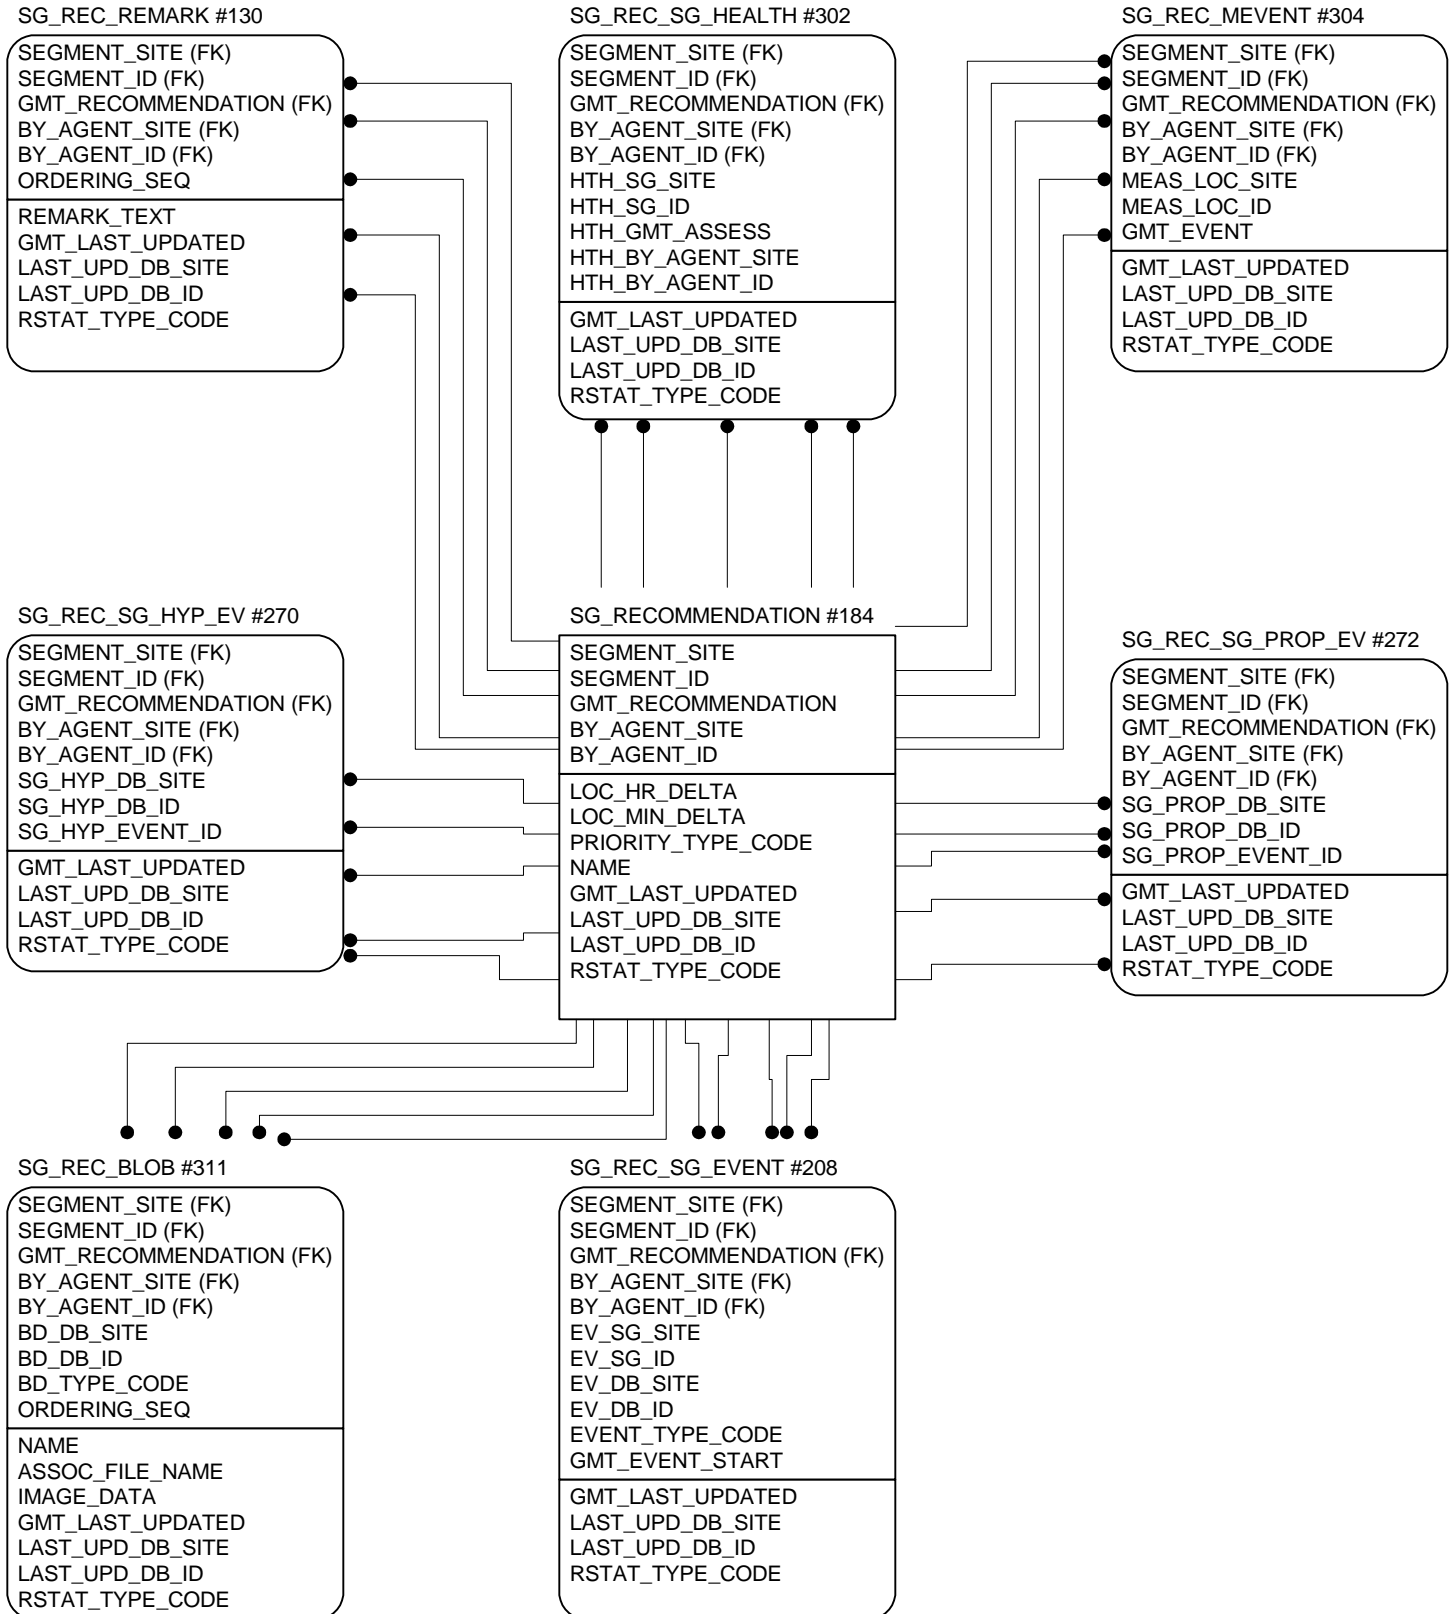 SG_REC_REMARK #130
SEGMENT_SITE (FK)
SEGMENT_ID (FK)
GMT_RECOMMENDATION (FK)
BY_AGENT_SITE (FK)
BY_AGENT_ID (FK)
ORDERING_SEQ
REMARK_TEXT
GMT_LAST_UPDATED
LAST_UPD_DB_SITE
LAST_UPD_DB_ID
RSTAT_TYPE_CODE
SG_REC_SG_HEALTH #302
SEGMENT_SITE (FK)
SEGMENT_ID (FK)
GMT_RECOMMENDATION (FK)
BY_AGENT_SITE (FK)
BY_AGENT_ID (FK)
HTH_SG_SITE
HTH_SG_ID
HTH_GMT_ASSESS
HTH_BY_AGENT_SITE
HTH_BY_AGENT_ID
GMT_LAST_UPDATED
LAST_UPD_DB_SITE
LAST_UPD_DB_ID
RSTAT_TYPE_CODE
SG_REC_MEVENT #304
SEGMENT_SITE (FK)
SEGMENT_ID (FK)
GMT_RECOMMENDATION (FK)
BY_AGENT_SITE (FK)
BY_AGENT_ID (FK)
MEAS_LOC_SITE
MEAS_LOC_ID
GMT_EVENT
GMT_LAST_UPDATED
LAST_UPD_DB_SITE
LAST_UPD_DB_ID
RSTAT_TYPE_CODE
SG_REC_SG_HYP_EV #270
SEGMENT_SITE (FK)
SEGMENT_ID (FK)
GMT_RECOMMENDATION (FK)
BY_AGENT_SITE (FK)
BY_AGENT_ID (FK)
SG_HYP_DB_SITE
SG_HYP_DB_ID
SG_HYP_EVENT_ID
GMT_LAST_UPDATED
LAST_UPD_DB_SITE
LAST_UPD_DB_ID
RSTAT_TYPE_CODE
SG_RECOMMENDATION #184
SEGMENT_SITE
SEGMENT_ID
GMT_RECOMMENDATION
BY_AGENT_SITE
BY_AGENT_ID
LOC_HR_DELTA
LOC_MIN_DELTA
PRIORITY_TYPE_CODE
NAME
GMT_LAST_UPDATED
LAST_UPD_DB_SITE
LAST_UPD_DB_ID
RSTAT_TYPE_CODE
SG_REC_SG_PROP_EV #272
SEGMENT_SITE (FK)
SEGMENT_ID (FK)
GMT_RECOMMENDATION (FK)
BY_AGENT_SITE (FK)
BY_AGENT_ID (FK)
SG_PROP_DB_SITE
SG_PROP_DB_ID
SG_PROP_EVENT_ID
GMT_LAST_UPDATED
LAST_UPD_DB_SITE
LAST_UPD_DB_ID
RSTAT_TYPE_CODE
SG_REC_BLOB #311
SEGMENT_SITE (FK)
SEGMENT_ID (FK)
GMT_RECOMMENDATION (FK)
BY_AGENT_SITE (FK)
BY_AGENT_ID (FK)
BD_DB_SITE
BD_DB_ID
BD_TYPE_CODE
ORDERING_SEQ
NAME
ASSOC_FILE_NAME
IMAGE_DATA
GMT_LAST_UPDATED
LAST_UPD_DB_SITE
LAST_UPD_DB_ID
RSTAT_TYPE_CODE
SG_REC_SG_EVENT #208
SEGMENT_SITE (FK)
SEGMENT_ID (FK)
GMT_RECOMMENDATION (FK)
BY_AGENT_SITE (FK)
BY_AGENT_ID (FK)
EV_SG_SITE
EV_SG_ID
EV_DB_SITE
EV_DB_ID
EVENT_TYPE_CODE
GMT_EVENT_START
GMT_LAST_UPDATED
LAST_UPD_DB_SITE
LAST_UPD_DB_ID
RSTAT_TYPE_CODE